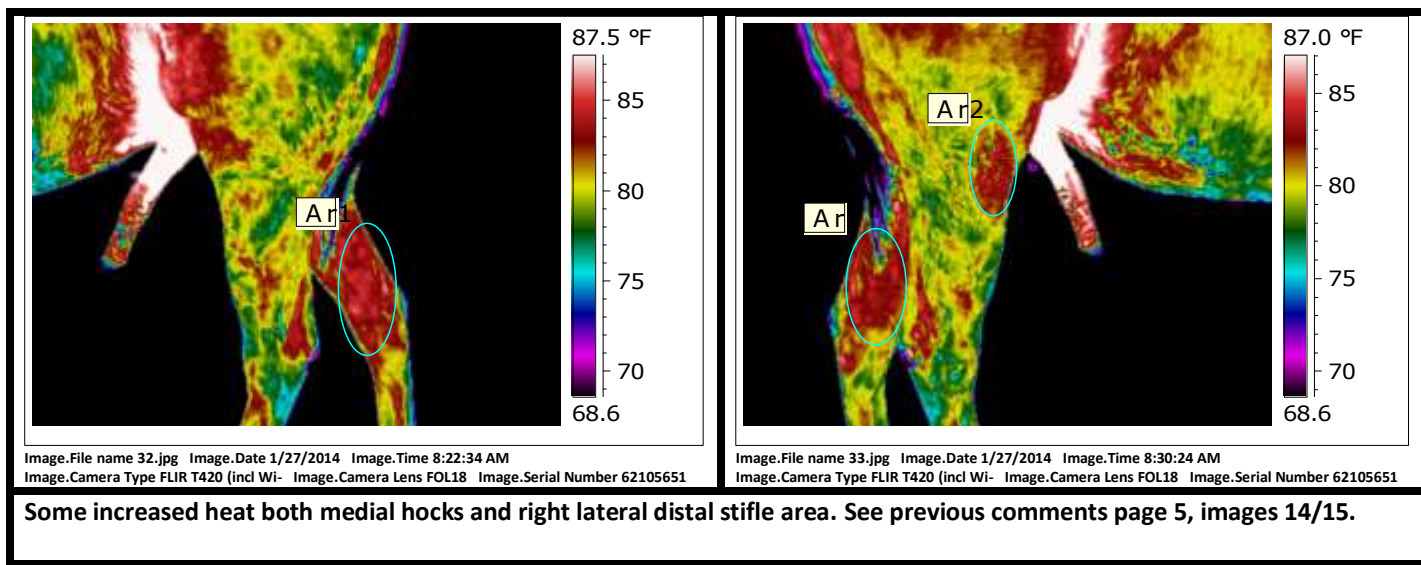 87.5 °F
85
80
75
70
68.6
Ar1
Image.File name 32.jpg Image.Date 1/27/2014 Image.Time 8:22:34 AM
Image.Camera Type FLIR T420 (incl Wi- Image.Camera Lens FOL18 Image.Serial Number 62105651
87.0 °F
85
80
75
70
68.6
Ar2
Ar
Image.File name 33.jpg Image.Date 1/27/2014 Image.Time 8:30:24 AM
Image.Camera Type FLIR T420 (incl Wi- Image.Camera Lens FOL18 Image.Serial Number 62105651
Some increased heat both medial hocks and right lateral distal stifle area. See previous comments page 5, images 14/15.